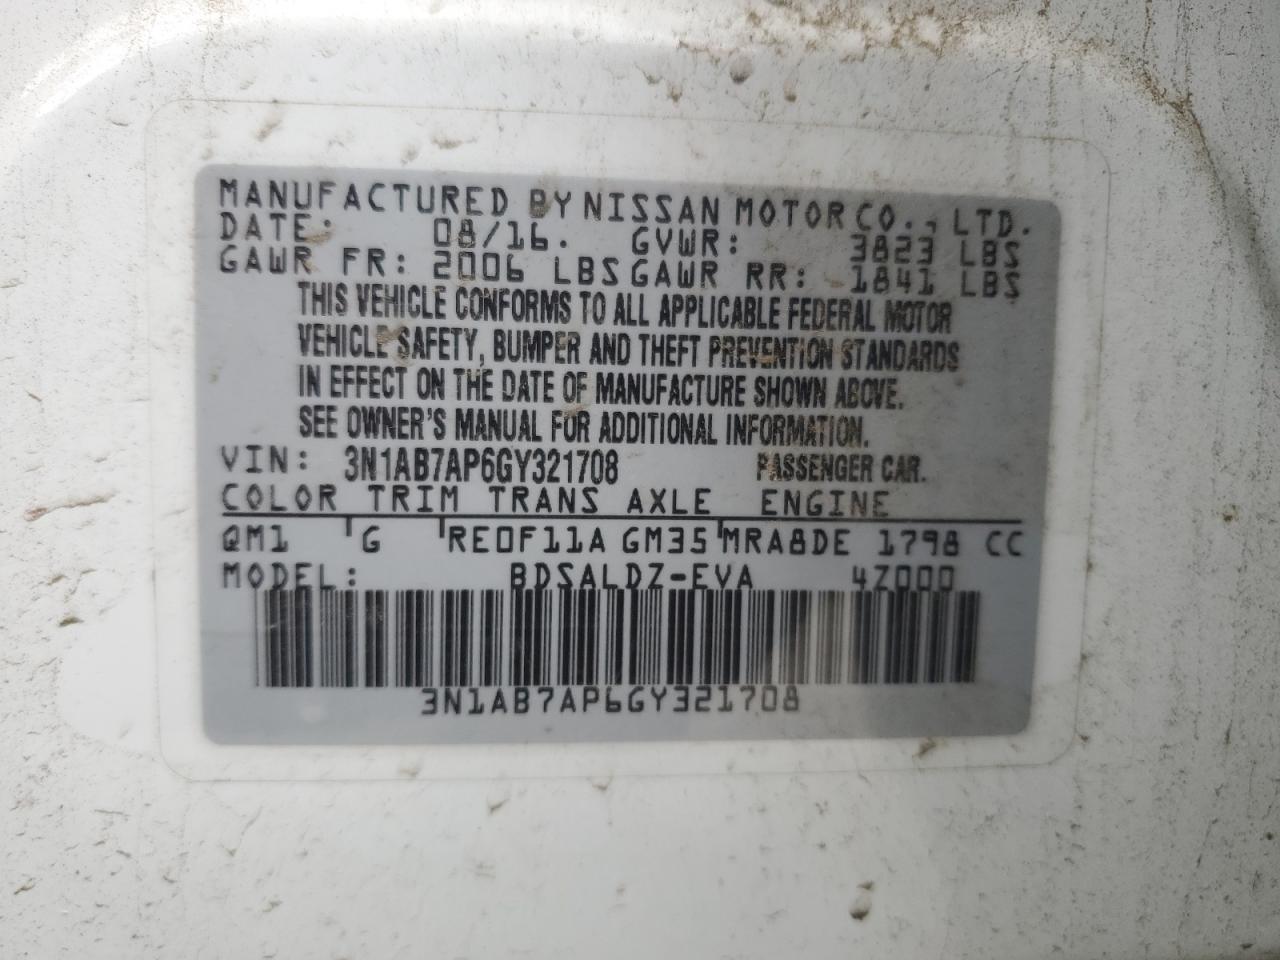 MANUFACTURED BY NISSAN MOTOR CO., LTD.
DATE: 08/16. GVWR: 3823 LBS
GAWR FR: 2006 LBS GAWR RR: 1841 LBS
THIS VEHICLE CONFORMS TO ALL APPLICABLE FEDERAL MOTOR
VEHICLE SAFETY, BUMPER AND THEFT PREVENTION STANDARDS
IN EFFECT ON THE DATE OF MANUFACTURE SHOWN ABOVE.
SEE OWNER'S MANUAL FOR ADDITIONAL INFORMATION.
VIN: 3N1AB7AP6GY321708 PASSENGER CAR.
COLOR TRIM TRANS AXLE ENGINE
QM1 G RE0F11A GM35 MRA8DE 1798 CC
MODEL: BDSALDZ-EVA 4Z000
3N1AB7AP6GY321708